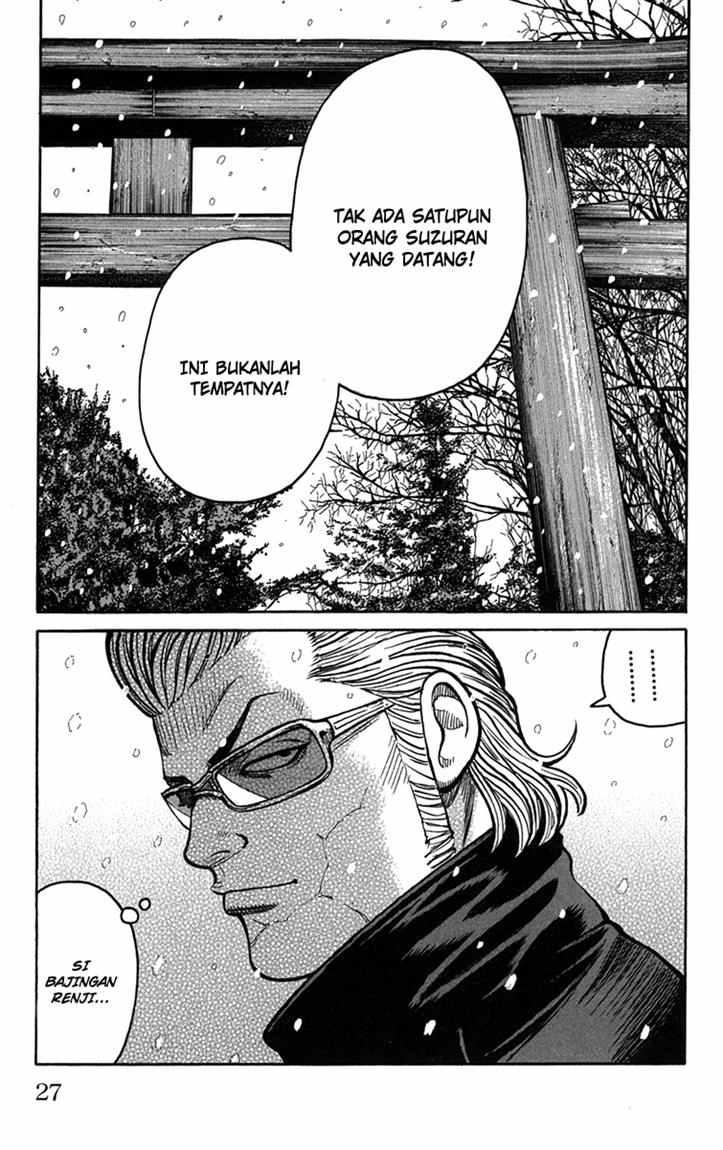 TAK ADA SATUPUN
ORANG SUZURAN
YANG DATANG!
INI BUKANLAH
TEMPATNYA!
......
......
SI
BAJINGAN
RENJI...
27